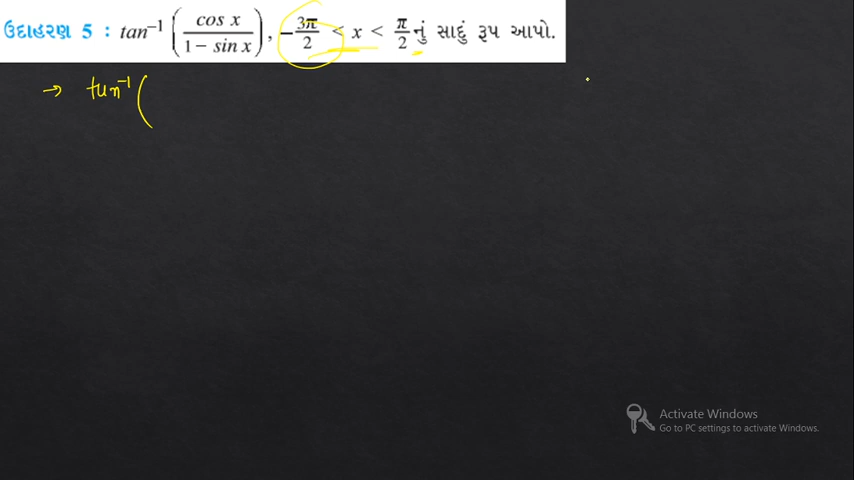 ઉદાહરણ 5 : tan⁻¹ (cos x / 1 – sin x), –3π/2 < x < π/2 નું સાદું રૂપ આપો.
→ tan⁻¹ (
Activate Windows
Go to PC settings to activate Windows.